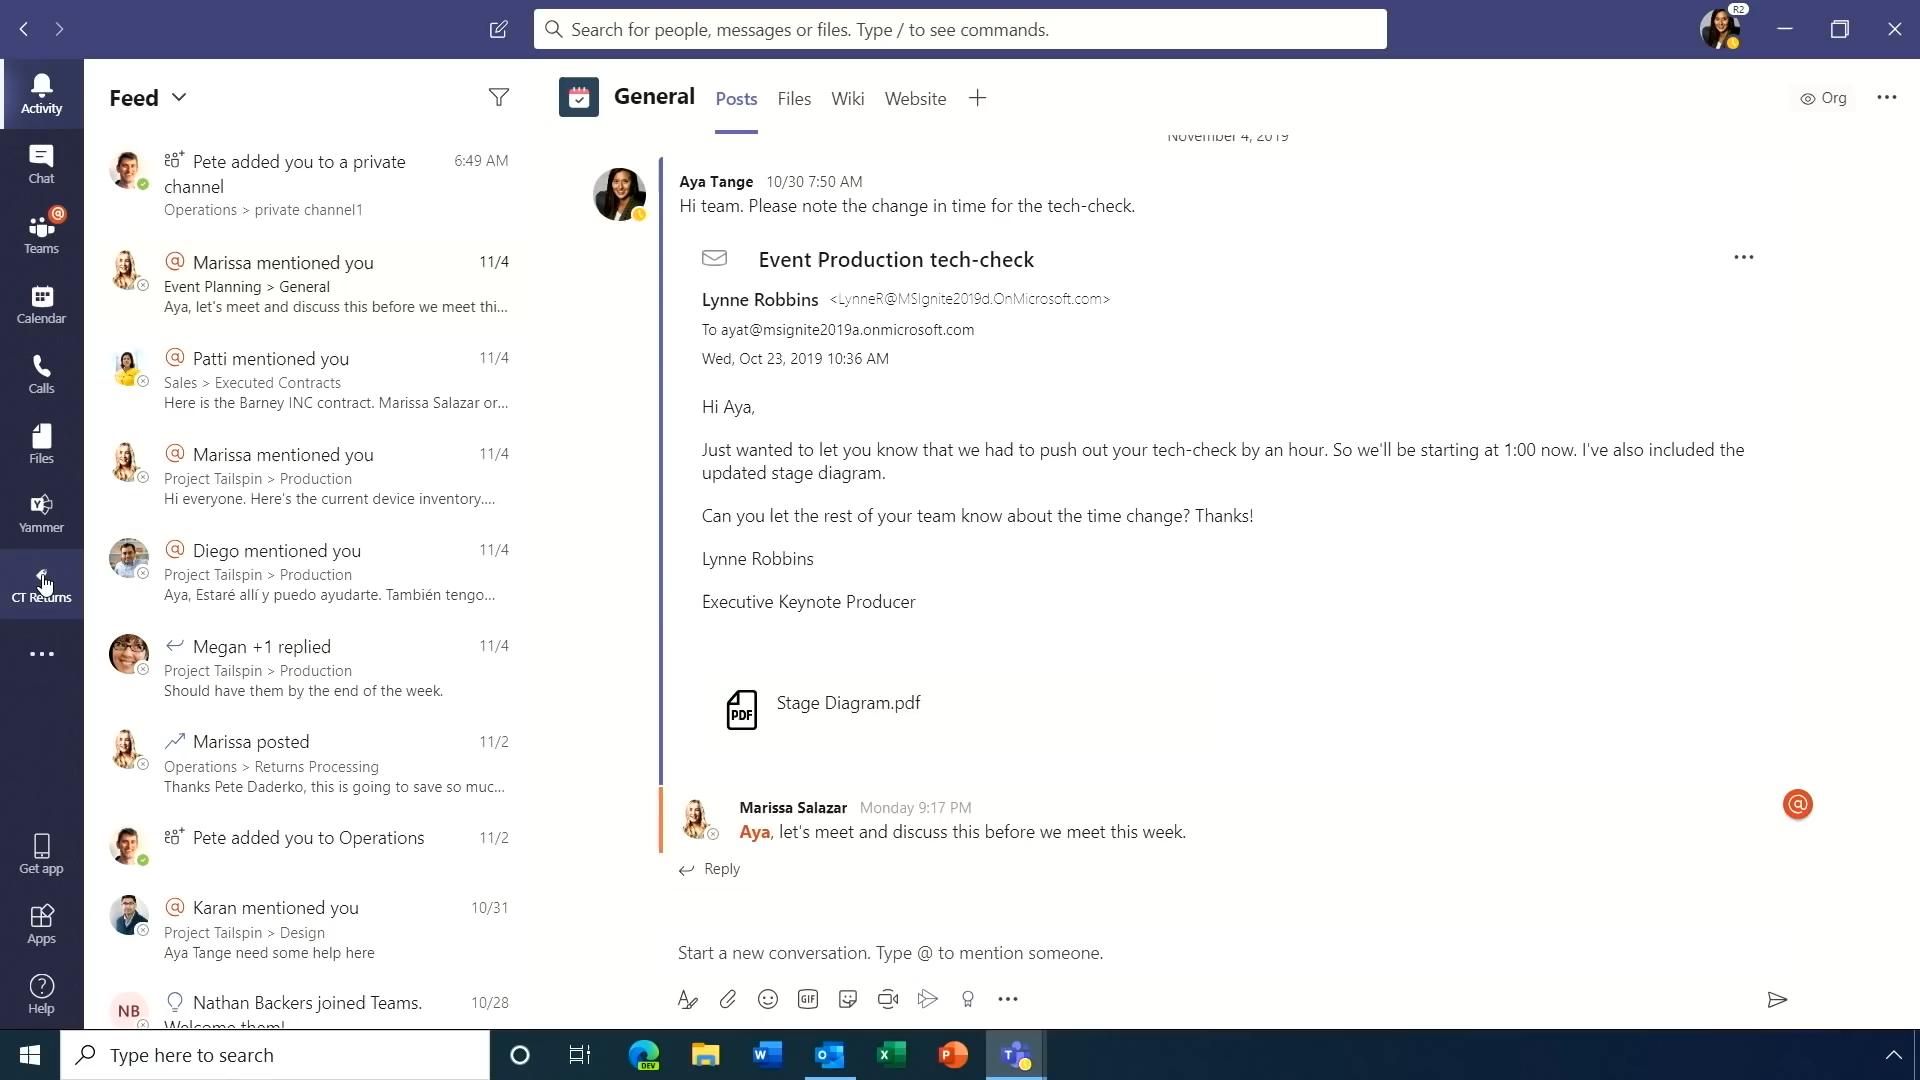 Search for people, messages or files. Type / to see commands.
R2
Activity
Chat
Teams
Calendar
Calls
Files
Yammer
CT Returns
Get app
Apps
Help
Feed
Pete added you to a private
channel
6:49 AM
Operations > private channel1
Marissa mentioned you
11/4
Event Planning > General
Aya, let's meet and discuss this before we meet thi...
Patti mentioned you
11/4
Sales > Executed Contracts
Here is the Barney INC contract. Marissa Salazar or...
Marissa mentioned you
11/4
Project Tailspin > Production
Hi everyone. Here's the current device inventory....
Diego mentioned you
11/4
Project Tailspin > Production
Aya, Estaré allí y puedo ayudarte. También tengo...
Megan +1 replied
11/4
Project Tailspin > Production
Should have them by the end of the week.
Marissa posted
11/2
Operations > Returns Processing
Thanks Pete Daderko, this is going to save so muc...
Pete added you to Operations
11/2
Karan mentioned you
10/31
Project Tailspin > Design
Aya Tange need some help here
NB
Nathan Backers joined Teams.
10/28
Welcome them!
General
Posts
Files
Wiki
Website
Org
November 4, 2019
Aya Tange 10/30 7:50 AM
Hi team. Please note the change in time for the tech-check.
Event Production tech-check
Lynne Robbins <LynneR@MSIgnite2019d.OnMicrosoft.com>
To ayat@msignite2019a.onmicrosoft.com
Wed, Oct 23, 2019 10:36 AM
Hi Aya,
Just wanted to let you know that we had to push out your tech-check by an hour. So we'll be starting at 1:00 now. I've also included the
updated stage diagram.
Can you let the rest of your team know about the time change? Thanks!
Lynne Robbins
Executive Keynote Producer
PDF
Stage Diagram.pdf
Marissa Salazar Monday 9:17 PM
Aya, let's meet and discuss this before we meet this week.
Reply
Start a new conversation. Type @ to mention someone.
GIF
Type here to search
DEV
W
O
X
P
T